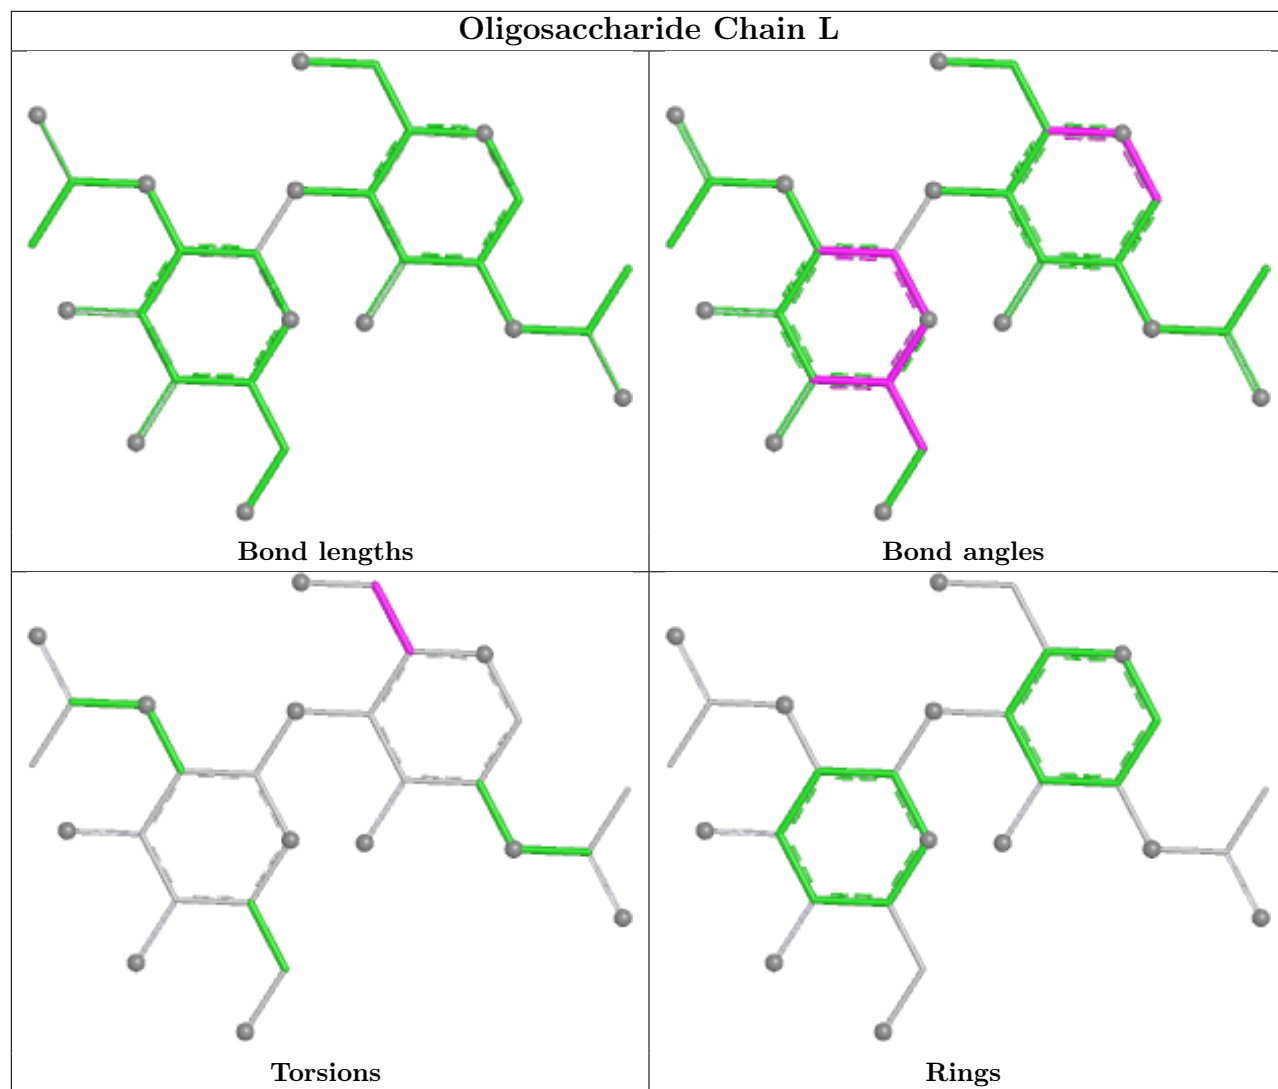 Oligosaccharide Chain L
Bond lengths
Bond angles
Torsions
Rings